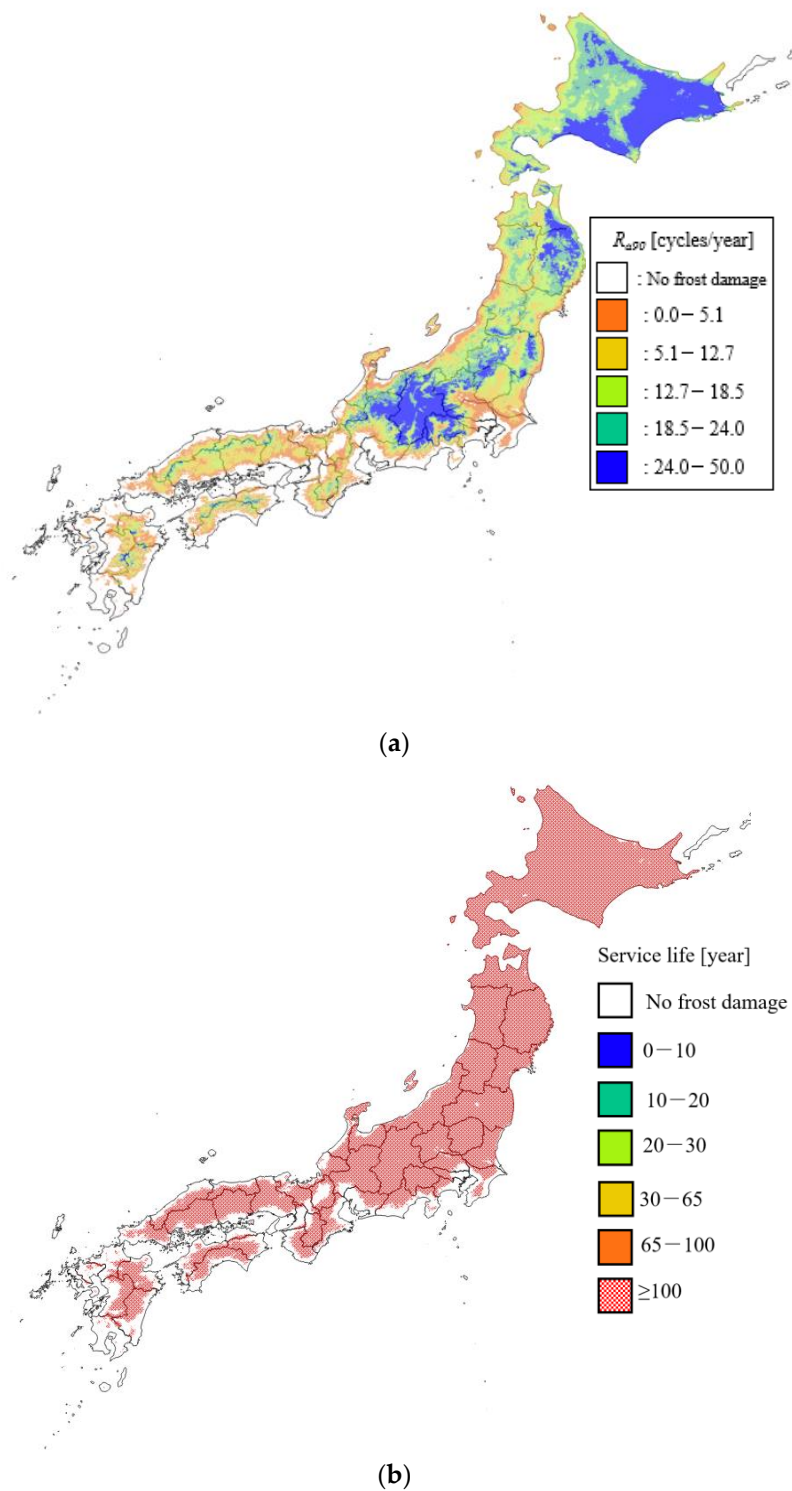 Ra90 [cycles/year]
: No frost damage
: 0.0－5.1
: 5.1－12.7
: 12.7－18.5
: 18.5－24.0
: 24.0－50.0
(a)
Service life [year]
No frost damage
0－10
10－20
20－30
30－65
65－100
≥100
(b)